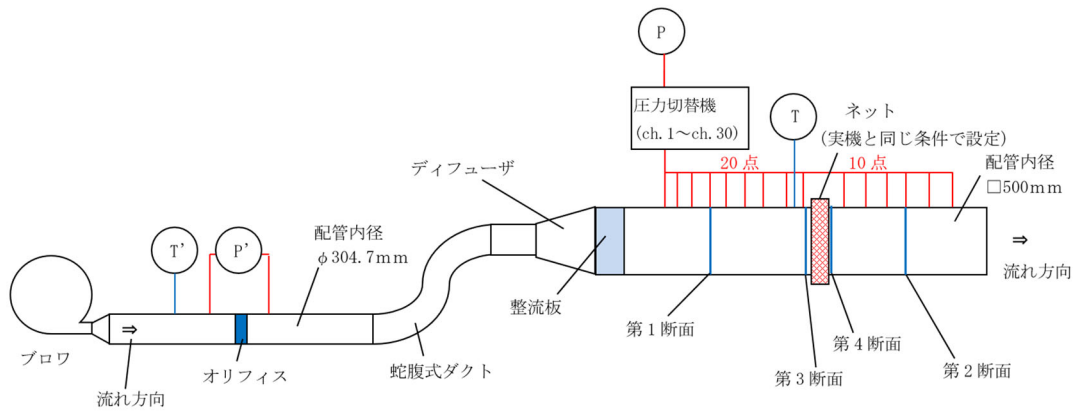 P
圧力切替機
(ch.1～ch.30)
T
ネット
(実機と同じ条件で設定)
20 点
10 点
配管内径
□500mm
ディフューザ
⇒
流れ方向
整流板
第1断面
第3断面
第4断面
第2断面
T’
P’
配管内径
φ304.7mm
⇒
ブロワ
流れ方向
オリフィス
蛇腹式ダクト